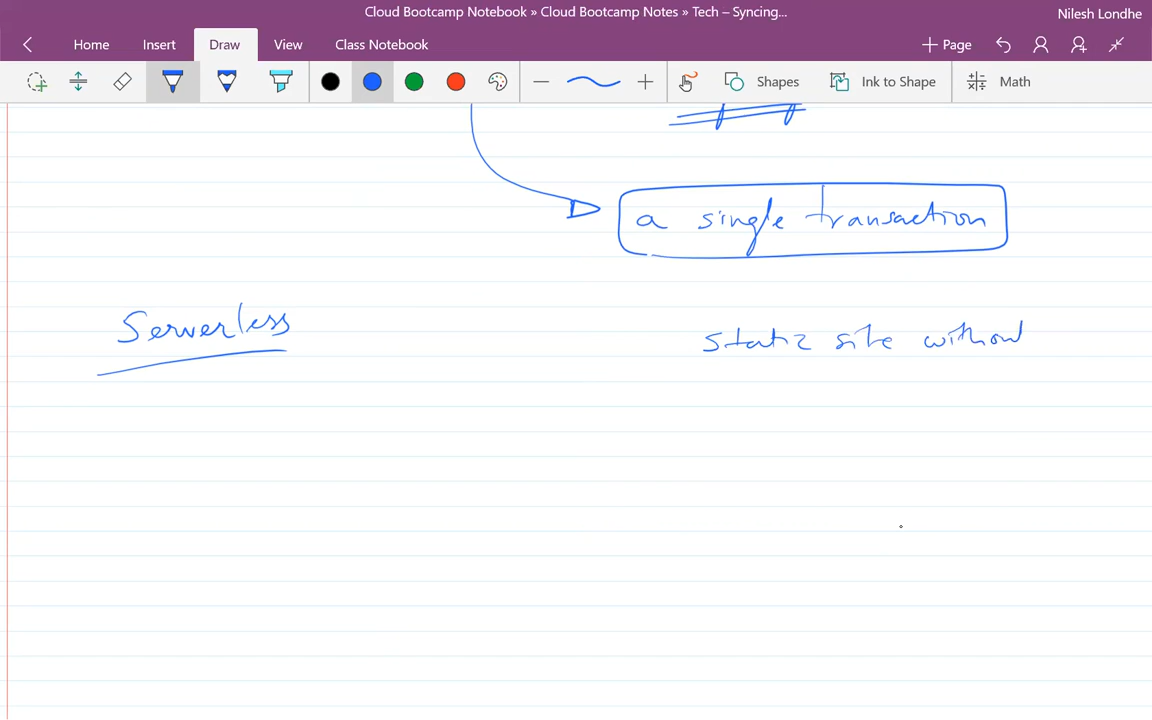 Cloud Bootcamp Notebook » Cloud Bootcamp Notes » Tech – Syncing...
Nilesh Londhe
Home Insert Draw View Class Notebook
Page
Shapes Ink to Shape Math
a single transaction
Serverless
static site without